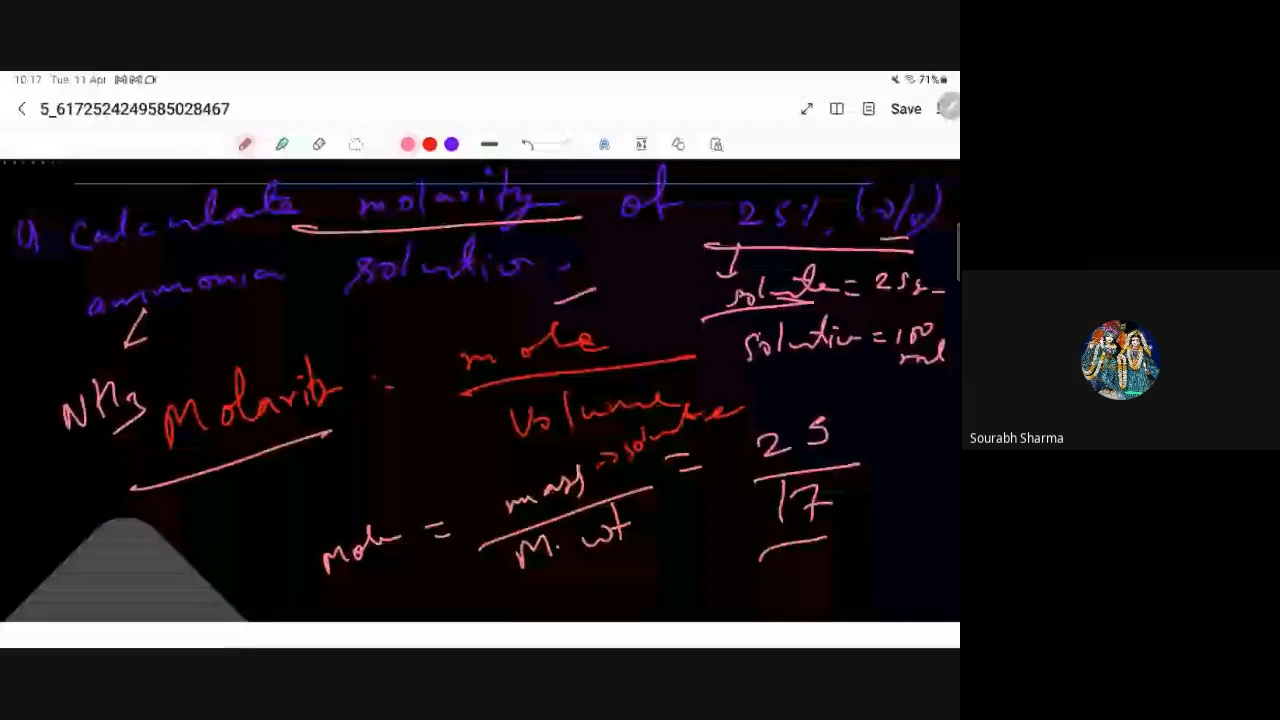 10:17 Tue 11 Apr
71%
5_6172524249585028467
Save
Calculate molarity of 25% (w/v)
ammonia solution.
solute = 25g
solution = 100 ml
NH3
Molarity = mole
Volume
mole = mass → solute = 25
M. wt 17
Sourabh Sharma